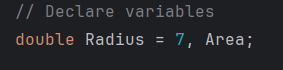 // Declare variables
double Radius = 7, Area;